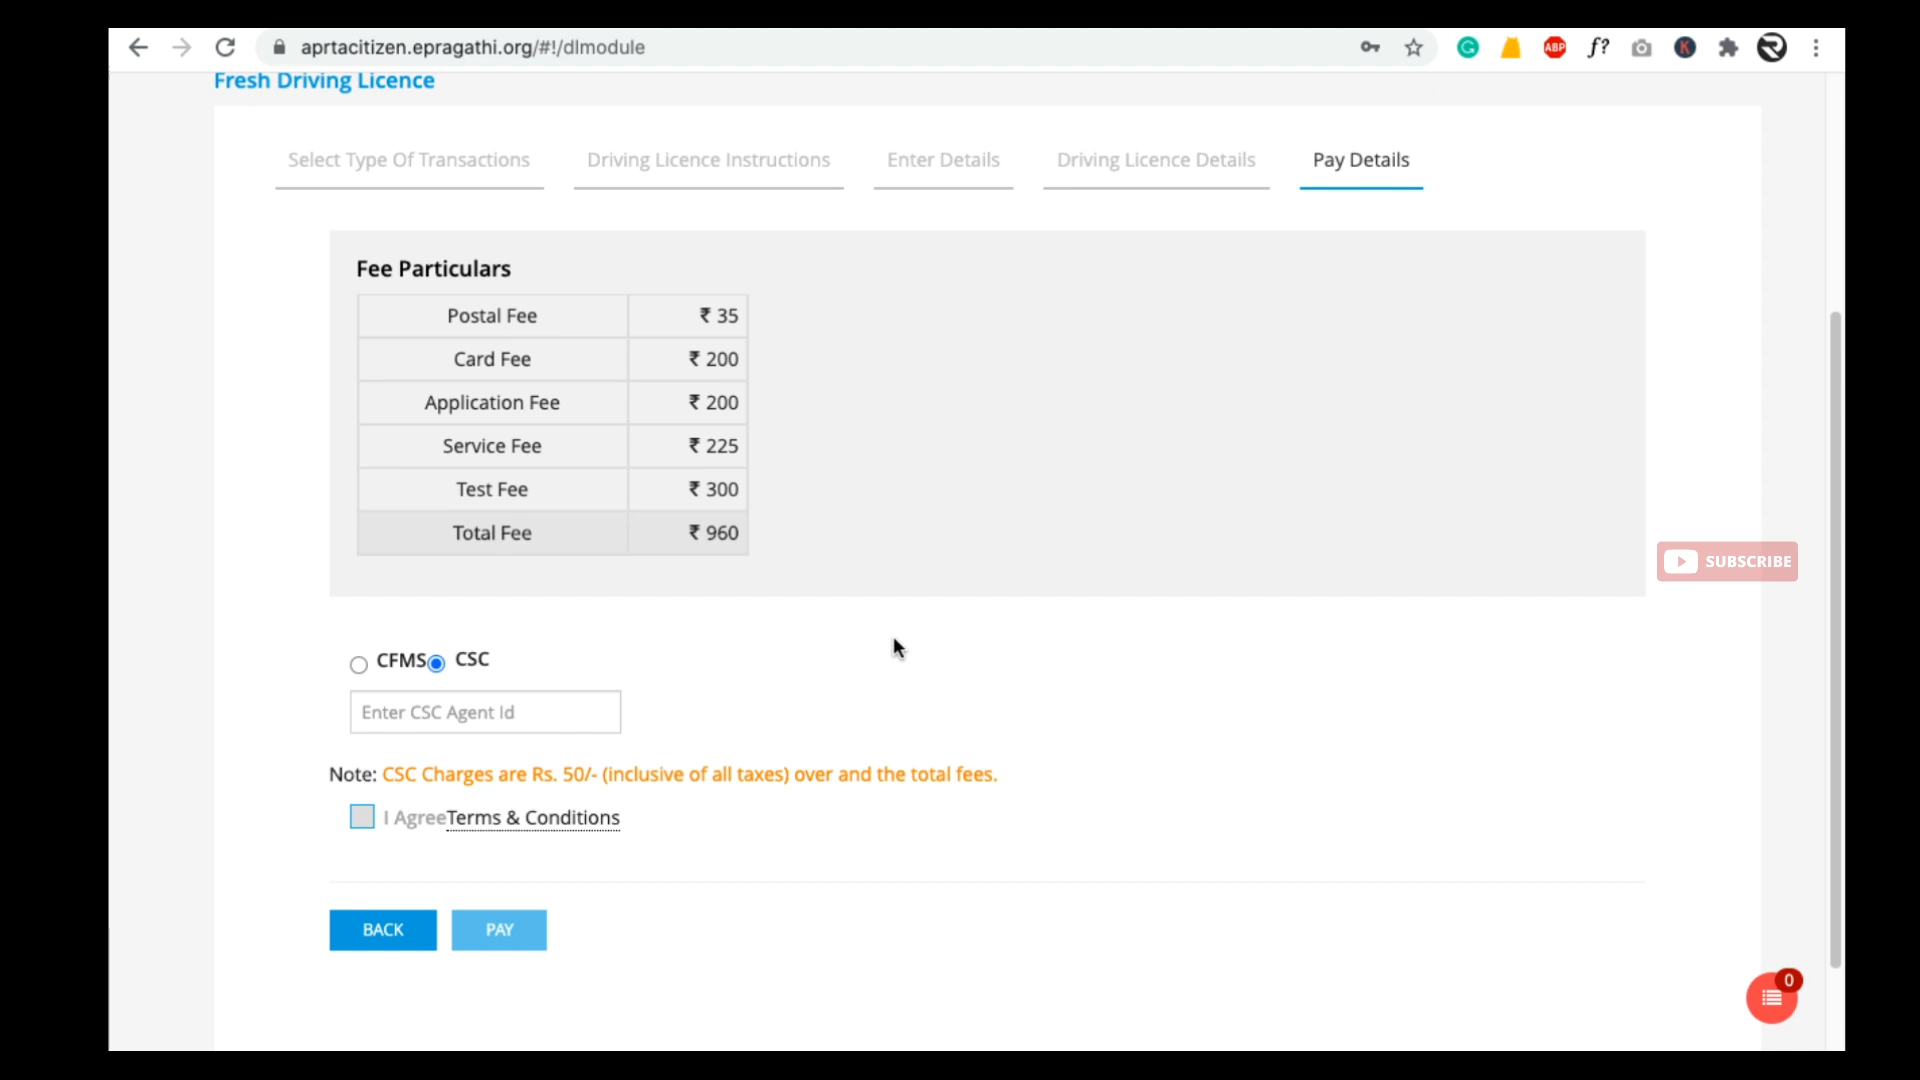 aprtacitizen.epragathi.org/#!/dlmodule
ABP f? K
Fresh Driving Licence
Select Type Of Transactions Driving Licence Instructions Enter Details Driving Licence Details Pay Details
Fee Particulars
Postal Fee ₹ 35
Card Fee ₹ 200
Application Fee ₹ 200
Service Fee ₹ 225
Test Fee ₹ 300
Total Fee ₹ 960
SUBSCRIBE
CFMS CSC
Enter CSC Agent Id
Note: CSC Charges are Rs. 50/- (inclusive of all taxes) over and the total fees.
I AgreeTerms & Conditions
BACK PAY
0